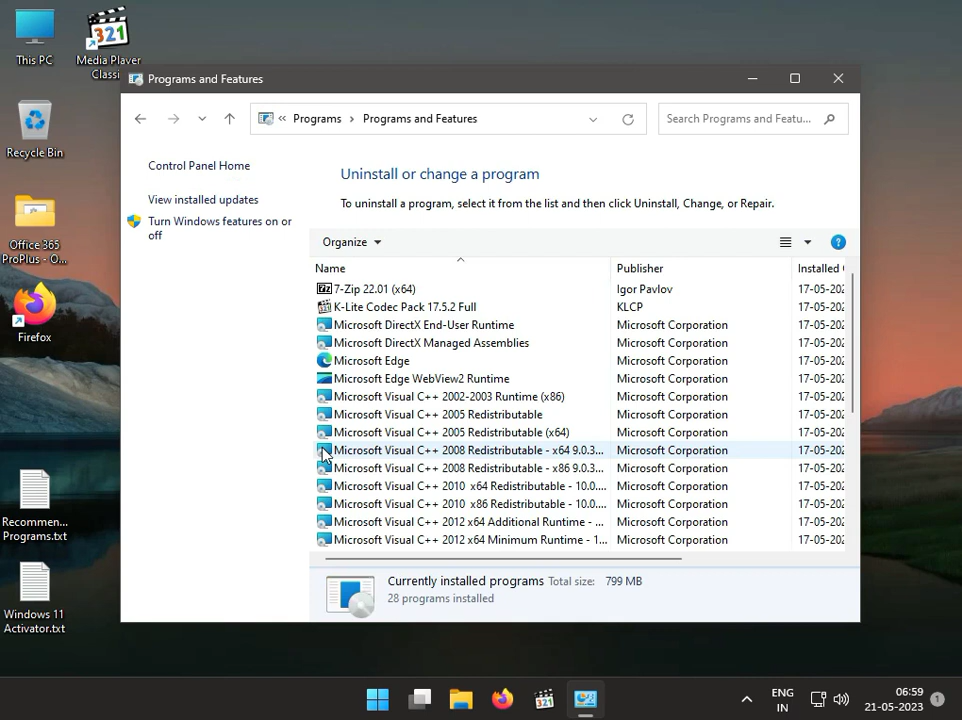 This PC
Media Player
Classi
Recycle Bin
Office 365
ProPlus - O...
Firefox
Recommen...
Programs.txt
Windows 11
Activator.txt
Programs and Features
Programs
Programs and Features
Search Programs and Featu...
Control Panel Home
View installed updates
Turn Windows features on or
off
Uninstall or change a program
To uninstall a program, select it from the list and then click Uninstall, Change, or Repair.
Organize
Name Publisher Installed
7-Zip 22.01 (x64) Igor Pavlov 17-05-202
K-Lite Codec Pack 17.5.2 Full KLCP 17-05-202
Microsoft DirectX End-User Runtime Microsoft Corporation 17-05-202
Microsoft DirectX Managed Assemblies Microsoft Corporation 17-05-202
Microsoft Edge Microsoft Corporation 17-05-202
Microsoft Edge WebView2 Runtime Microsoft Corporation 17-05-202
Microsoft Visual C++ 2002-2003 Runtime (x86) Microsoft Corporation 17-05-202
Microsoft Visual C++ 2005 Redistributable Microsoft Corporation 17-05-202
Microsoft Visual C++ 2005 Redistributable (x64) Microsoft Corporation 17-05-202
Microsoft Visual C++ 2008 Redistributable - x64 9.0.3... Microsoft Corporation 17-05-202
Microsoft Visual C++ 2008 Redistributable - x86 9.0.3... Microsoft Corporation 17-05-202
Microsoft Visual C++ 2010 x64 Redistributable - 10.0.... Microsoft Corporation 17-05-202
Microsoft Visual C++ 2010 x86 Redistributable - 10.0.... Microsoft Corporation 17-05-202
Microsoft Visual C++ 2012 x64 Additional Runtime - ... Microsoft Corporation 17-05-202
Microsoft Visual C++ 2012 x64 Minimum Runtime - 1... Microsoft Corporation 17-05-202
Currently installed programs Total size: 799 MB
28 programs installed
321
321
ENG
IN
06:59
21-05-2023
1